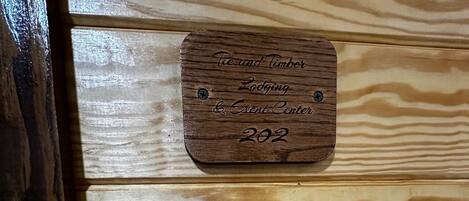 Tie and Timber
Lodging
& Event Center
202